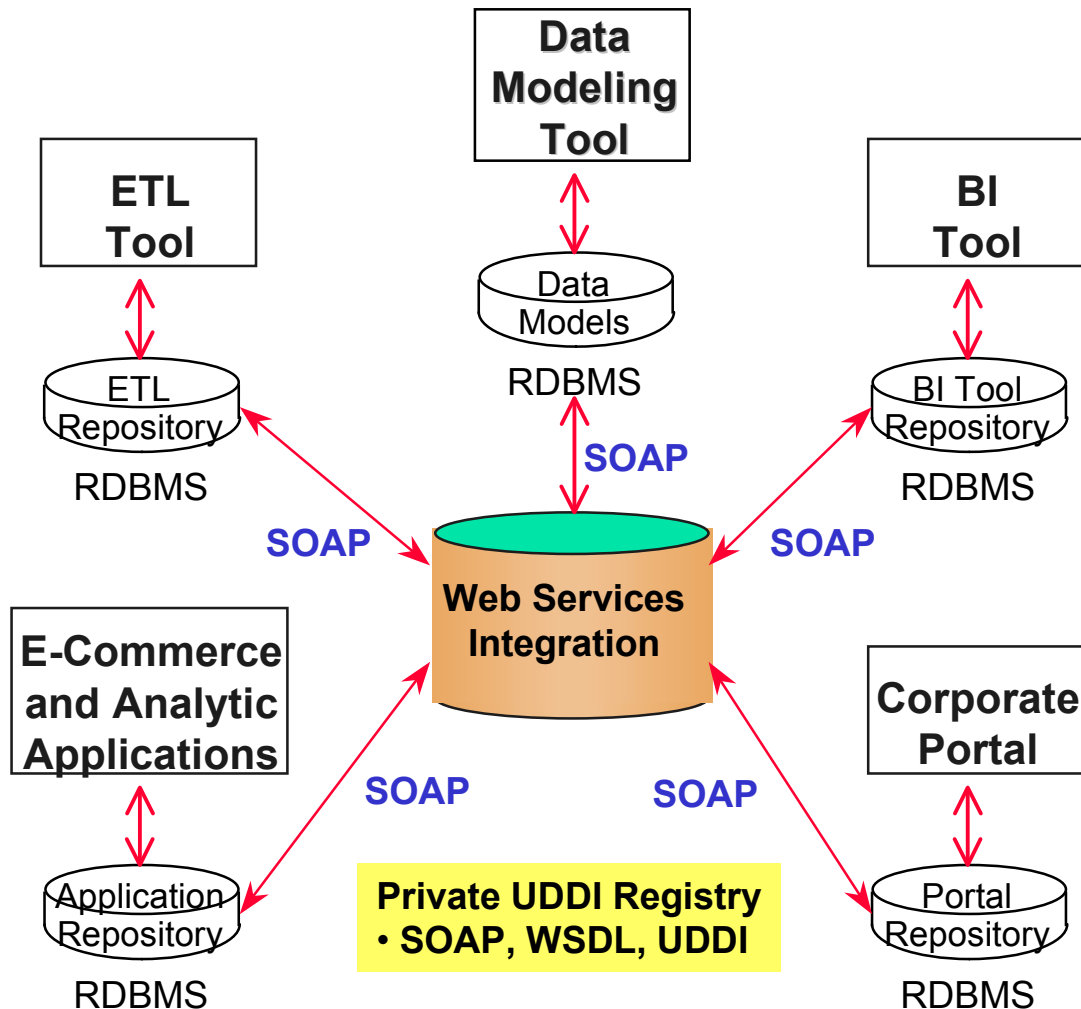 Data
Modeling
Tool
ETL
Tool
BI
Tool
Data
Models
RDBMS
ETL
Repository
RDBMS
BI Tool
Repository
RDBMS
SOAP
SOAP
SOAP
Web Services
Integration
E-Commerce
and Analytic
Applications
Corporate
Portal
SOAP
SOAP
Application
Repository
RDBMS
Private UDDI Registry
• SOAP, WSDL, UDDI
Portal
Repository
RDBMS